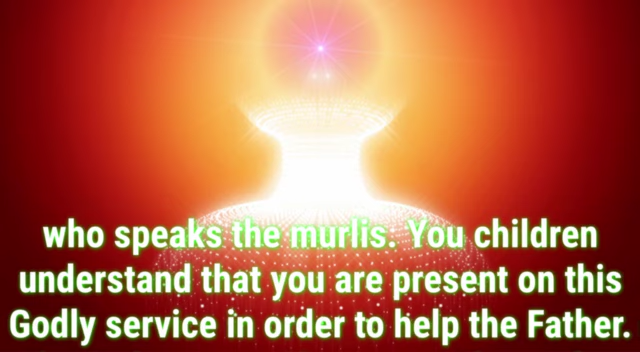 who speaks the murlis. You children
understand that you are present on this
Godly service in order to help the Father.